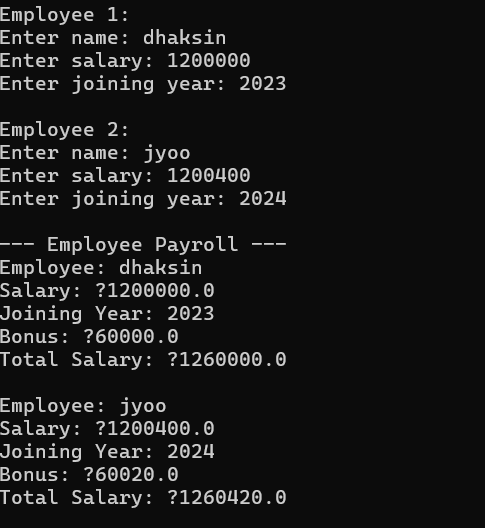 Employee 1:
Enter name: dhaksin
Enter salary: 1200000
Enter joining year: 2023

Employee 2:
Enter name: jyoo
Enter salary: 1200400
Enter joining year: 2024

--- Employee Payroll ---
Employee: dhaksin
Salary: ?1200000.0
Joining Year: 2023
Bonus: ?60000.0
Total Salary: ?1260000.0

Employee: jyoo
Salary: ?1200400.0
Joining Year: 2024
Bonus: ?60020.0
Total Salary: ?1260420.0